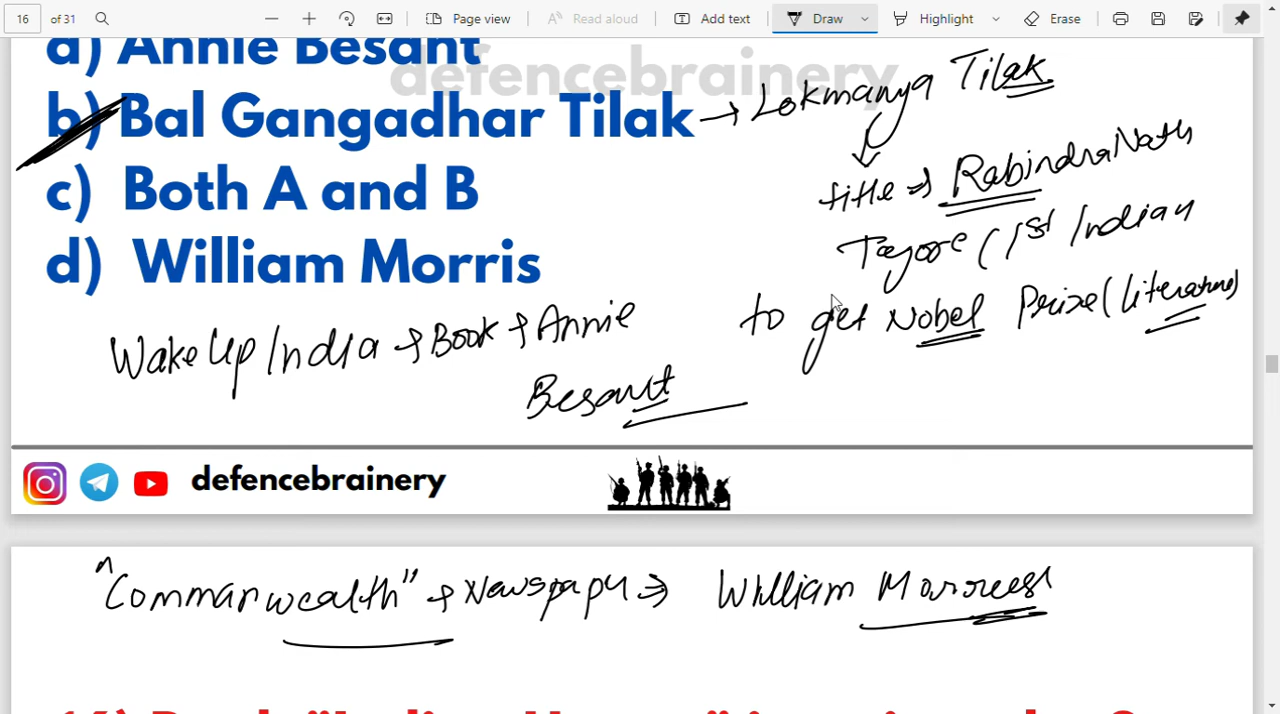 16 of 31 Page view Read aloud Add text Draw Highlight Erase
a) Annie Besant
defencebrainery
b) Bal Gangadhar Tilak → Lokmanya Tilak
title → RabindraNath
c) Both A and B
Tagore (1st Indian
d) William Morris
to get Nobel Prize (literature)
Wake Up India → Book → Annie
Besant
defencebrainery
"Commanwealth" → Newspaper → William Morrees